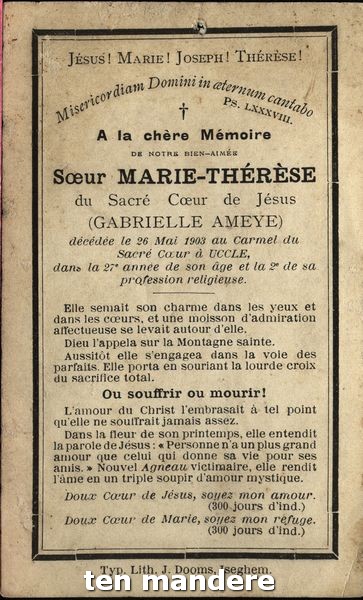 JÉSUS! MARIE! JOSEPH! THÉRÈSE!
Misericordiam Domini in æternum cantabo
PS. LXXXVIII.
A la chère Mémoire
DE NOTRE BIEN-AIMÉE
Sœur MARIE-THÉRÈSE
du Sacré Cœur de Jésus
(GABRIELLE AMEYE)
décédée le 26 Mai 1903 au Carmel du
Sacré Cœur à UCCLE,
dans la 27e année de son âge et la 2e de sa
profession religieuse.
Elle semait son charme dans les yeux et
dans les cœurs, et une moisson d'admiration
affectueuse se levait autour d'elle.
Dieu l'appela sur la Montagne sainte.
Aussitôt elle s'engagea dans la voie des
parfaits. Elle porta en souriant la lourde croix
du sacrifice total.
Ou souffrir ou mourir!
L'amour du Christ l'embrasait à tel point
qu'elle ne souffrait jamais assez.
Dans la fleur de son printemps, elle entendit
la parole de Jésus: « Personne n'a un plus grand
amour que celui qui donne sa vie pour ses
amis. » Nouvel Agneau victimaire, elle rendit
l'âme en un triple soupir d'amour mystique.
Doux Cœur de Jésus, soyez mon amour.
(300 jours d'ind.)
Doux Cœur de Marie, soyez mon refuge.
(300 jours d'ind.)
Typ. Lith. J. Dooms, Iseghem.
ten mandere